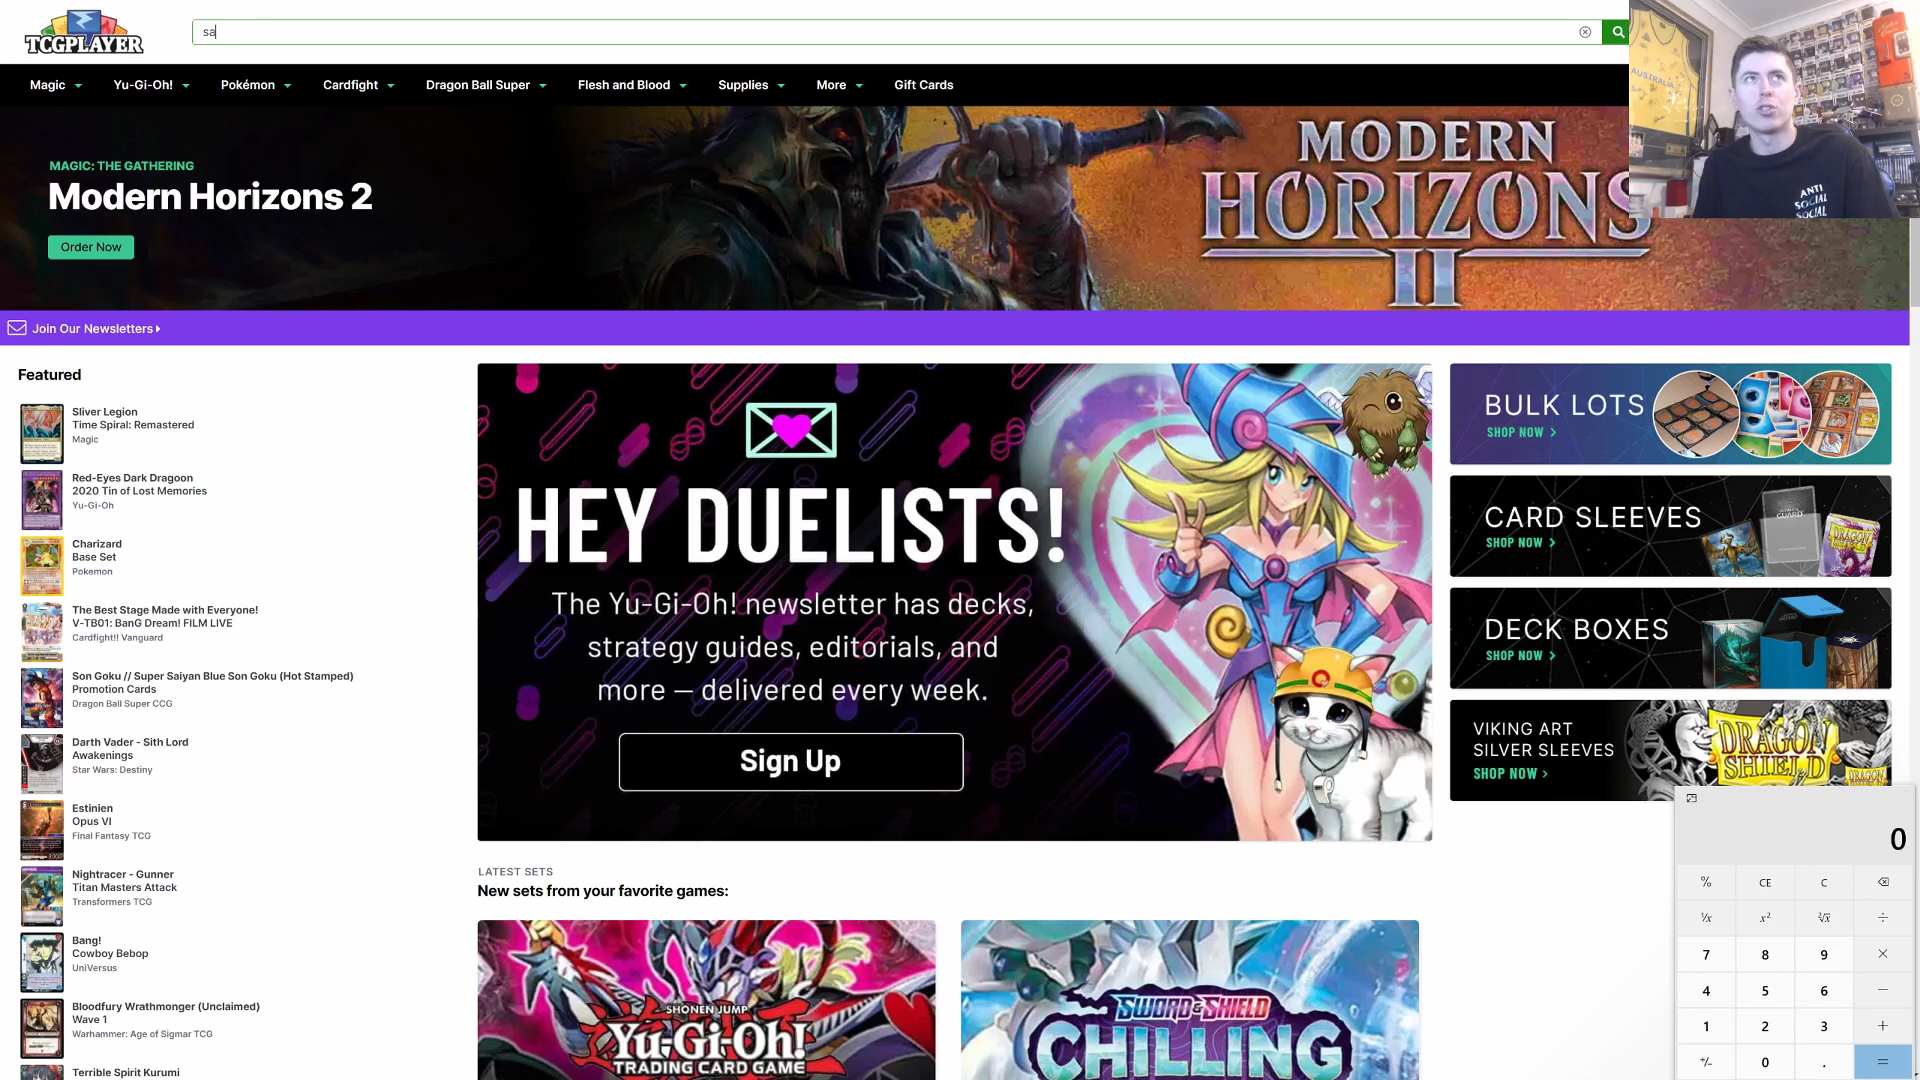 TCGPLAYER
sa
Magic
Yu-Gi-Oh!
Pokémon
Cardfight
Dragon Ball Super
Flesh and Blood
Supplies
More
Gift Cards
AUSTRALIA
ANTI
SOCIAL
SOCIAL
MAGIC: THE GATHERING
Modern Horizons 2
Order Now
MODERN
HORIZONS
II
Join Our Newsletters
Featured
Sliver Legion
Time Spiral: Remastered
Magic
Red-Eyes Dark Dragoon
2020 Tin of Lost Memories
Yu-Gi-Oh
Charizard
Base Set
Pokemon
The Best Stage Made with Everyone!
V-TB01: BanG Dream! FILM LIVE
Cardfight!! Vanguard
Son Goku // Super Saiyan Blue Son Goku (Hot Stamped)
Promotion Cards
Dragon Ball Super CCG
Darth Vader - Sith Lord
Awakenings
Star Wars: Destiny
Estinien
Opus VI
Final Fantasy TCG
Nightracer - Gunner
Titan Masters Attack
Transformers TCG
Bang!
Cowboy Bebop
UniVersus
Bloodfury Wrathmonger (Unclaimed)
Wave 1
Warhammer: Age of Sigmar TCG
Terrible Spirit Kurumi
HEY DUELISTS!
The Yu-Gi-Oh! newsletter has decks,
strategy guides, editorials, and
more — delivered every week.
Sign Up
LATEST SETS
New sets from your favorite games:
SHONEN JUMP
Yu-Gi-Oh!
TRADING CARD GAME
SWORD & SHIELD
CHILLING
BULK LOTS
SHOP NOW
CARD SLEEVES
SHOP NOW
DECK BOXES
SHOP NOW
VIKING ART
SILVER SLEEVES
SHOP NOW
DRAGON
SHIELD
0
% CE C
⅟x x² ²√x ÷
7 8 9 ×
4 5 6 −
1 2 3 +
+/− 0 . =